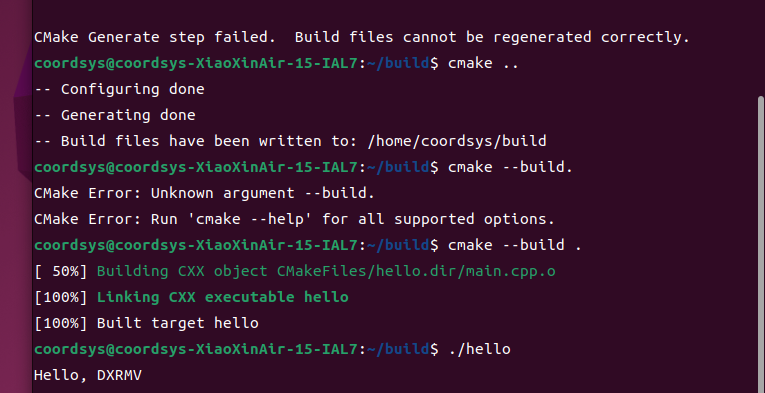 CMake Generate step failed.  Build files cannot be regenerated correctly.
coordsys@coordsys-XiaoXinAir-15-IAL7:~/build$ cmake ..
-- Configuring done
-- Generating done
-- Build files have been written to: /home/coordsys/build
coordsys@coordsys-XiaoXinAir-15-IAL7:~/build$ cmake --build.
CMake Error: Unknown argument --build.
CMake Error: Run 'cmake --help' for all supported options.
coordsys@coordsys-XiaoXinAir-15-IAL7:~/build$ cmake --build .
[ 50%] Building CXX object CMakeFiles/hello.dir/main.cpp.o
[100%] Linking CXX executable hello
[100%] Built target hello
coordsys@coordsys-XiaoXinAir-15-IAL7:~/build$ ./hello
Hello, DXRMV